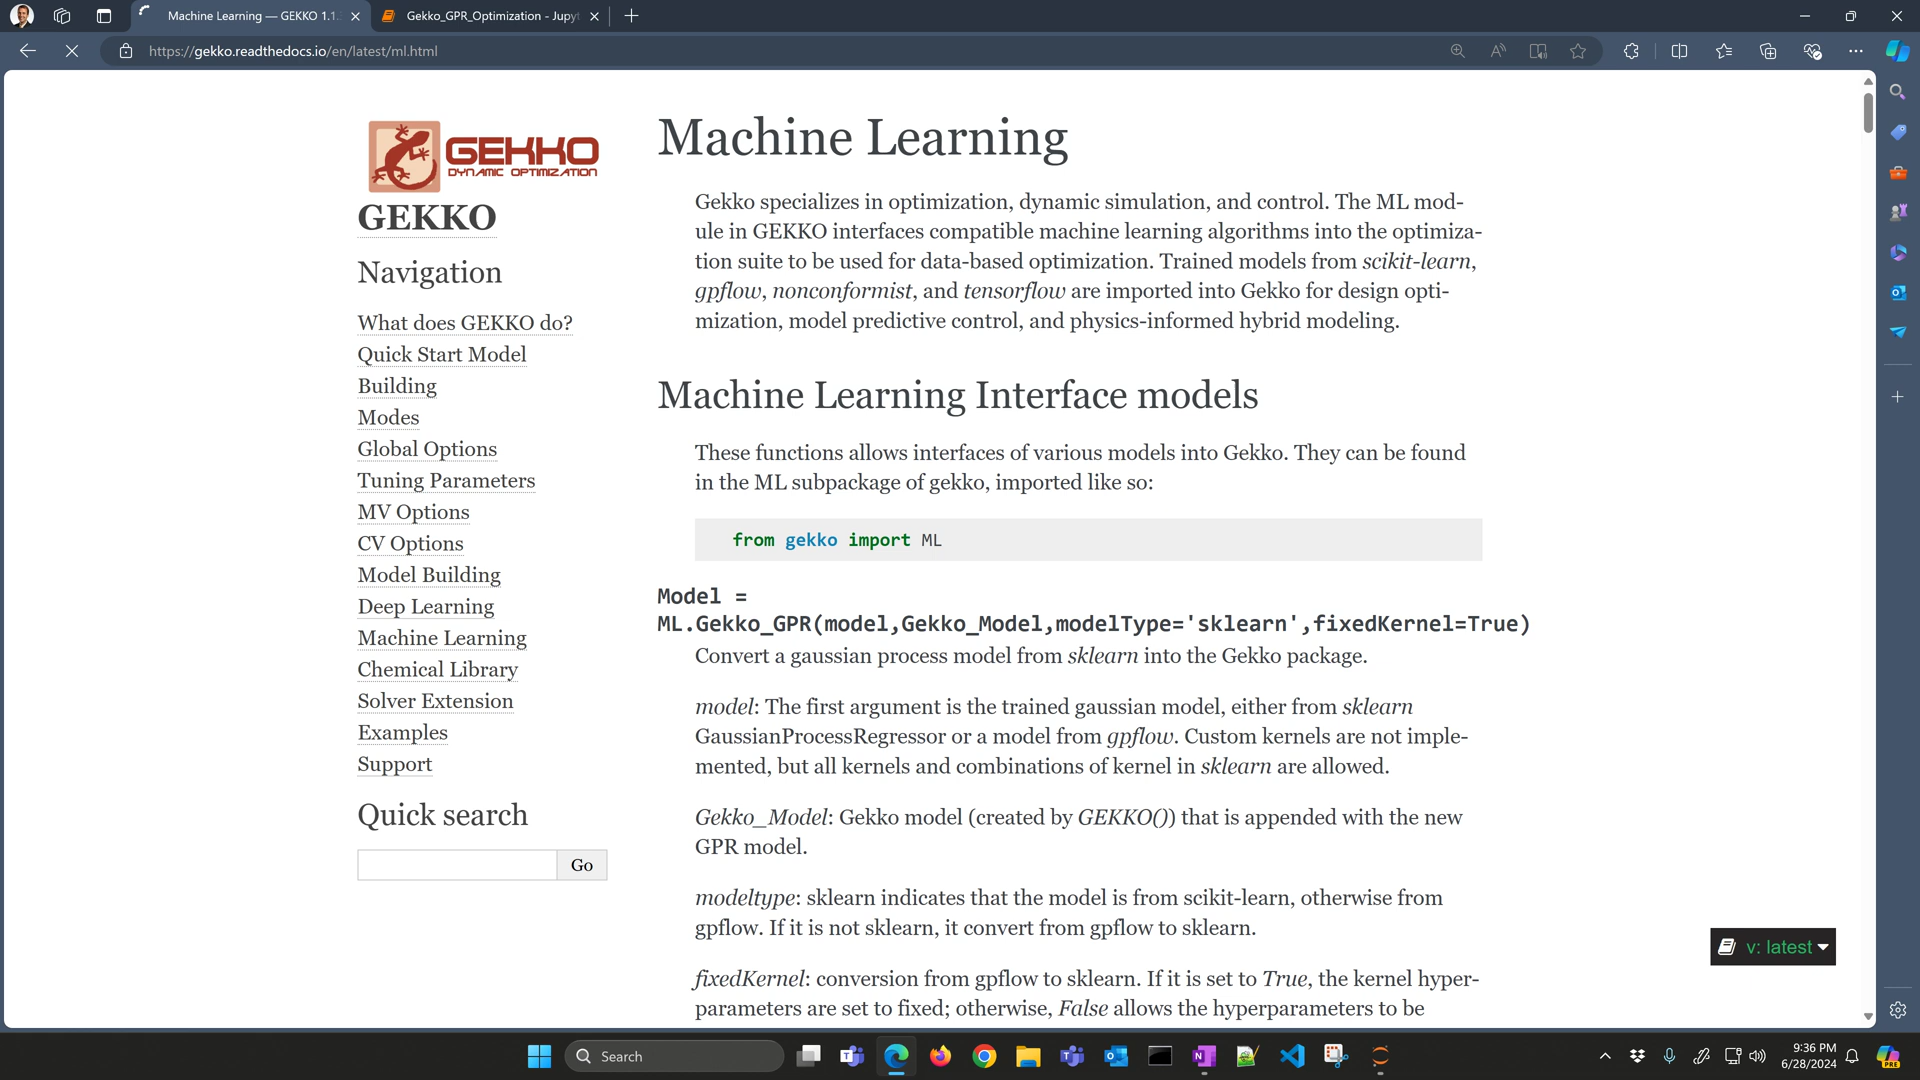 Machine Learning — GEKKO 1.1.
Gekko_GPR_Optimization - Jupyt
https://gekko.readthedocs.io/en/latest/ml.html
GEKKO
DYNAMIC OPTIMIZATION
GEKKO
Navigation
What does GEKKO do?
Quick Start Model
Building
Modes
Global Options
Tuning Parameters
MV Options
CV Options
Model Building
Deep Learning
Machine Learning
Chemical Library
Solver Extension
Examples
Support
Quick search
Go
Machine Learning
Gekko specializes in optimization, dynamic simulation, and control. The ML mod-
ule in GEKKO interfaces compatible machine learning algorithms into the optimiza-
tion suite to be used for data-based optimization. Trained models from scikit-learn,
gpflow, nonconformist, and tensorflow are imported into Gekko for design opti-
mization, model predictive control, and physics-informed hybrid modeling.
Machine Learning Interface models
These functions allows interfaces of various models into Gekko. They can be found
in the ML subpackage of gekko, imported like so:
from gekko import ML
Model =
ML.Gekko_GPR(model,Gekko_Model,modelType='sklearn',fixedKernel=True)
Convert a gaussian process model from sklearn into the Gekko package.
model: The first argument is the trained gaussian model, either from sklearn
GaussianProcessRegressor or a model from gpflow. Custom kernels are not imple-
mented, but all kernels and combinations of kernel in sklearn are allowed.
Gekko_Model: Gekko model (created by GEKKO()) that is appended with the new
GPR model.
modeltype: sklearn indicates that the model is from scikit-learn, otherwise from
gpflow. If it is not sklearn, it convert from gpflow to sklearn.
fixedKernel: conversion from gpflow to sklearn. If it is set to True, the kernel hyper-
parameters are set to fixed; otherwise, False allows the hyperparameters to be
v: latest
Search
9:36 PM
6/28/2024
PRE